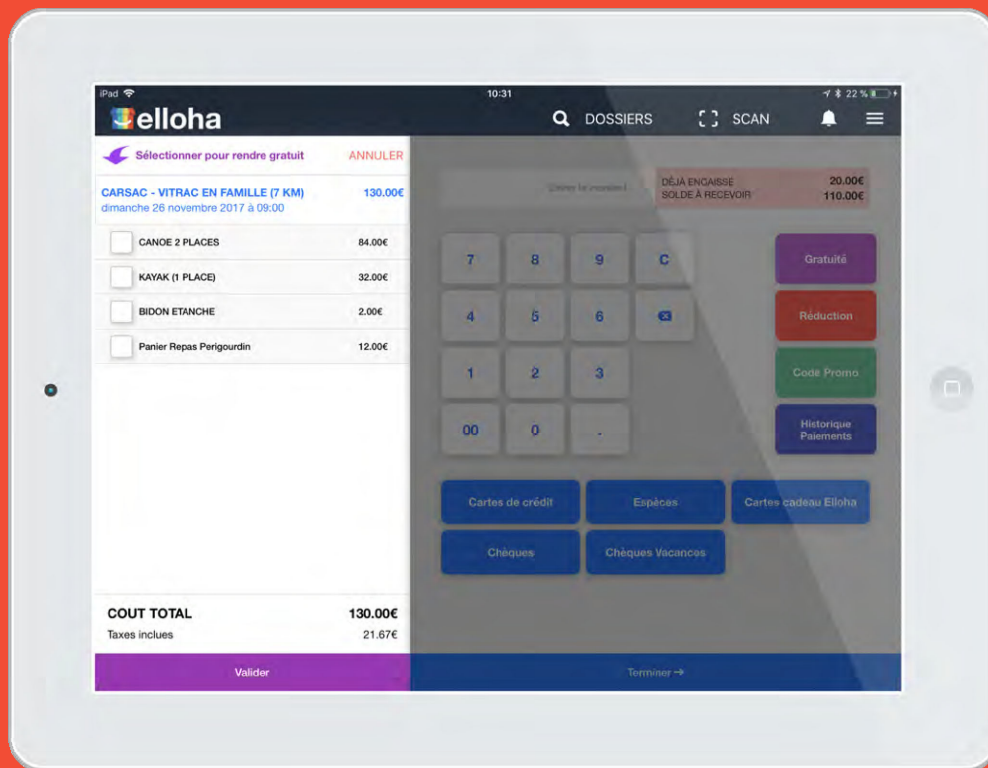 iPad 10:31 22 %
elloha DOSSIERS SCAN
Sélectionner pour rendre gratuit ANNULER
CARSAC - VITRAC EN FAMILLE (7 KM) 130.00€
dimanche 26 novembre 2017 à 09:00
CANOE 2 PLACES 84.00€
KAYAK (1 PLACE) 32.00€
BIDON ETANCHE 2.00€
Panier Repas Perigourdin 12.00€
COUT TOTAL 130.00€
Taxes inclues 21.67€
Valider
DÉJÀ ENCAISSÉ 20.00€
SOLDE À RECEVOIR 110.00€
7 8 9 C
4 5 6
1 2 3
00 0 .
Gratuité
Réduction
Code Promo
Historique
Paiements
Cartes de crédit Espèces Cartes cadeau Elloha
Chèques Chèques Vacances
Terminer →